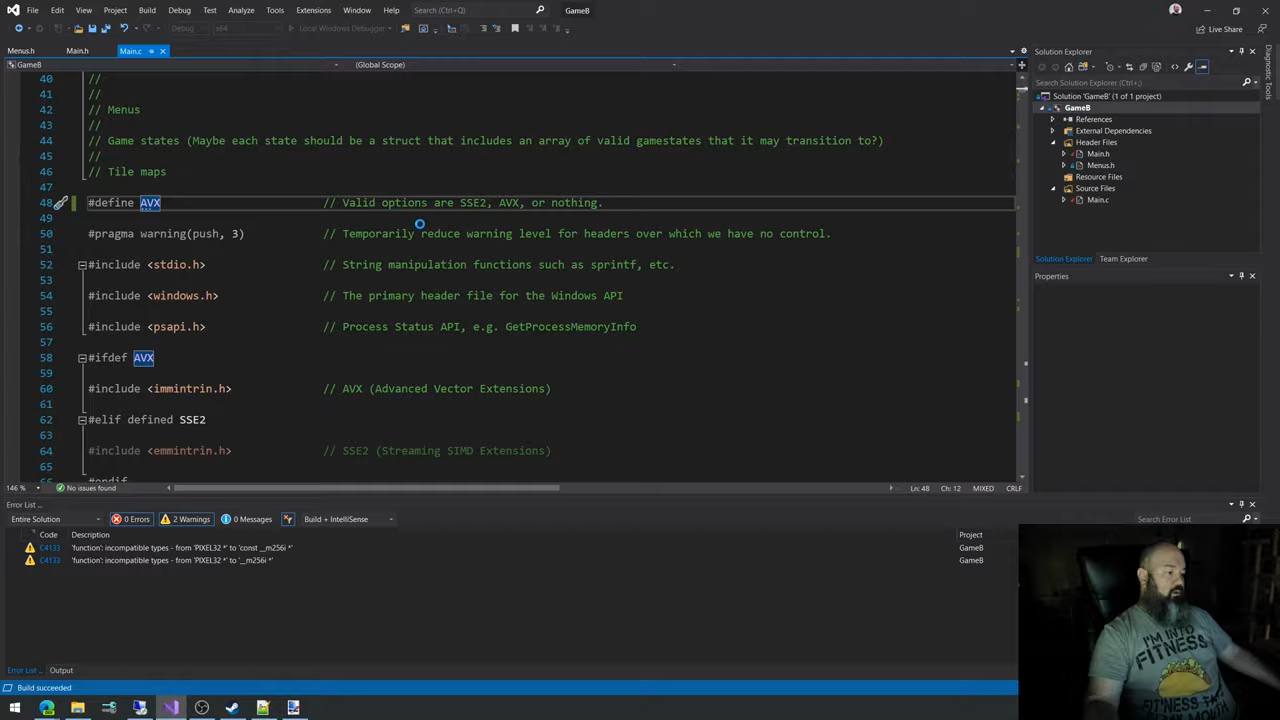 File Edit View Git Project Build Debug Test Analyze Tools Extensions Window Help Search (Ctrl+Q) GameB
Debug x64 Local Windows Debugger Live Share
Menus.h Main.h Main.c
GameB (Global Scope)
40 //
41 //
42 // Menus
43 //
44 // Game states (Maybe each state should be a struct that includes an array of valid gamestates that it may transition to?)
45 //
46 // Tile maps
47
48 #define AVX // Valid options are SSE2, AVX, or nothing.
49
50 #pragma warning(push, 3) // Temporarily reduce warning level for headers over which we have no control.
51
52 #include <stdio.h> // String manipulation functions such as sprintf, etc.
53
54 #include <windows.h> // The primary header file for the Windows API
55
56 #include <psapi.h> // Process Status API, e.g. GetProcessMemoryInfo
57
58 #ifdef AVX
59
60 #include <immintrin.h> // AVX (Advanced Vector Extensions)
61
62 #elif defined SSE2
63
64 #include <emmintrin.h> // SSE2 (Streaming SIMD Extensions)
65
66 #endif
146 % No issues found Ln: 48 Ch: 12 MIXED CRLF
Solution Explorer
Search Solution Explorer (Ctrl+;)
Solution 'GameB' (1 of 1 project)
GameB
References
External Dependencies
Header Files
Main.h
Menus.h
Resource Files
Source Files
Main.c
Solution Explorer Team Explorer
Properties
Diagnostic Tools
Error List ...
Entire Solution 0 Errors 2 Warnings 0 Messages Build + IntelliSense Search Error List
Code Description Project
C4133 'function': incompatible types - from 'PIXEL32 *' to 'const __m256i *' GameB
C4133 'function': incompatible types - from 'PIXEL32 *' to '__m256i *' GameB
Error List ... Output
Build succeeded
I'M INTO
FITNESS